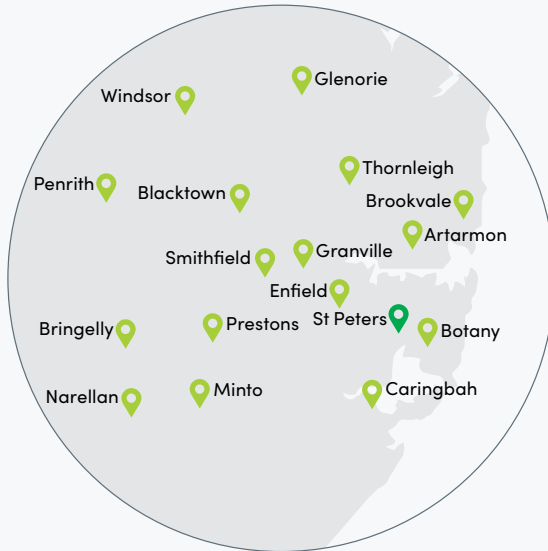 Glenorie
Windsor
Thornleigh
Penrith
Blacktown
Brookvale
Artarmon
Granville
Smithfield
Enfield
St Peters
Prestons
Bringelly
Botany
Minto
Caringbah
Narellan